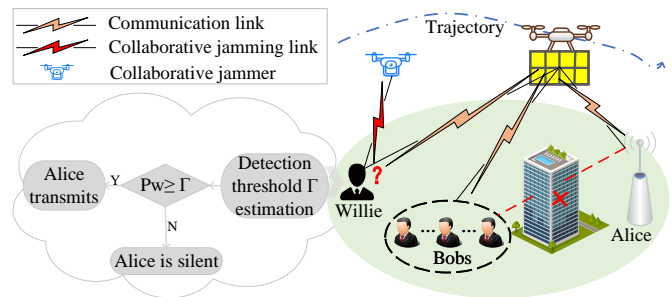 Communication link
Collaborative jamming link
Collaborative jammer
Trajectory
Alice
transmits
Y
Pw≥ Γ
Detection
threshold Γ
estimation
N
Alice is silent
?
Willie
Bobs
Alice